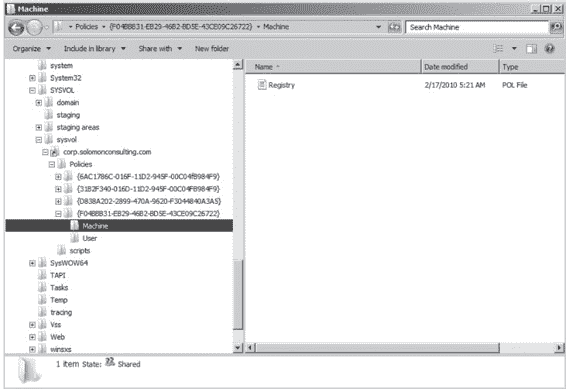 Machine
Policies ▸ {F04BBB31-EB29-46B2-BD5E-43CE09C26722} ▸ Machine
Search Machine
Organize Include in library Share with New folder
system
System32
SYSVOL
domain
staging
staging areas
sysvol
corp.solomonconsulting.com
Policies
{6AC1786C-016F-11D2-945F-00C04fB984F9}
{31B2F340-016D-11D2-945F-00C04FB984F9}
{D838A202-2899-470A-9620-F3044840A3A5}
{F04BBB31-EB29-46B2-BD5E-43CE09C26722}
Machine
User
scripts
SysWOW64
TAPI
Tasks
Temp
tracing
Vss
Web
winsxs
Name Date modified Type
Registry 2/17/2010 5:21 AM POL File
1 item State: Shared